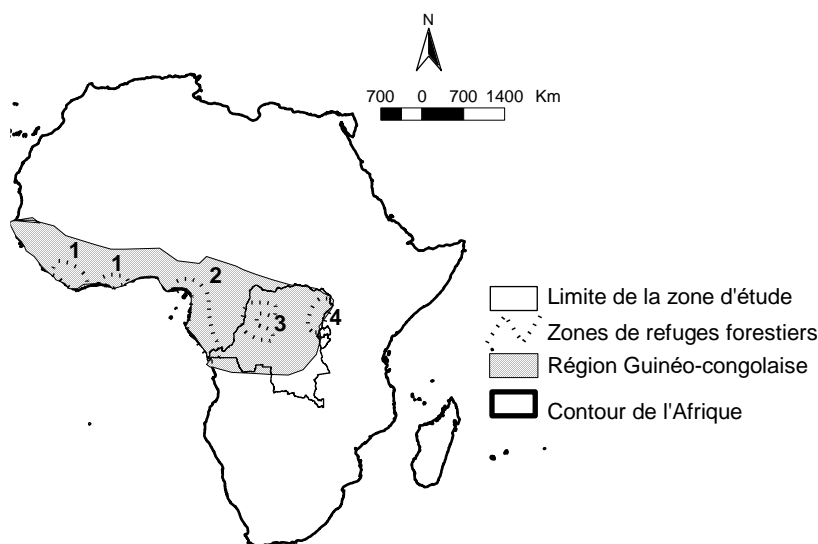 N
700 0 700 1400 Km
1
1
2
3
4
Limite de la zone d'étude
Zones de refuges forestiers
Région Guinéo-congolaise
Contour de l'Afrique